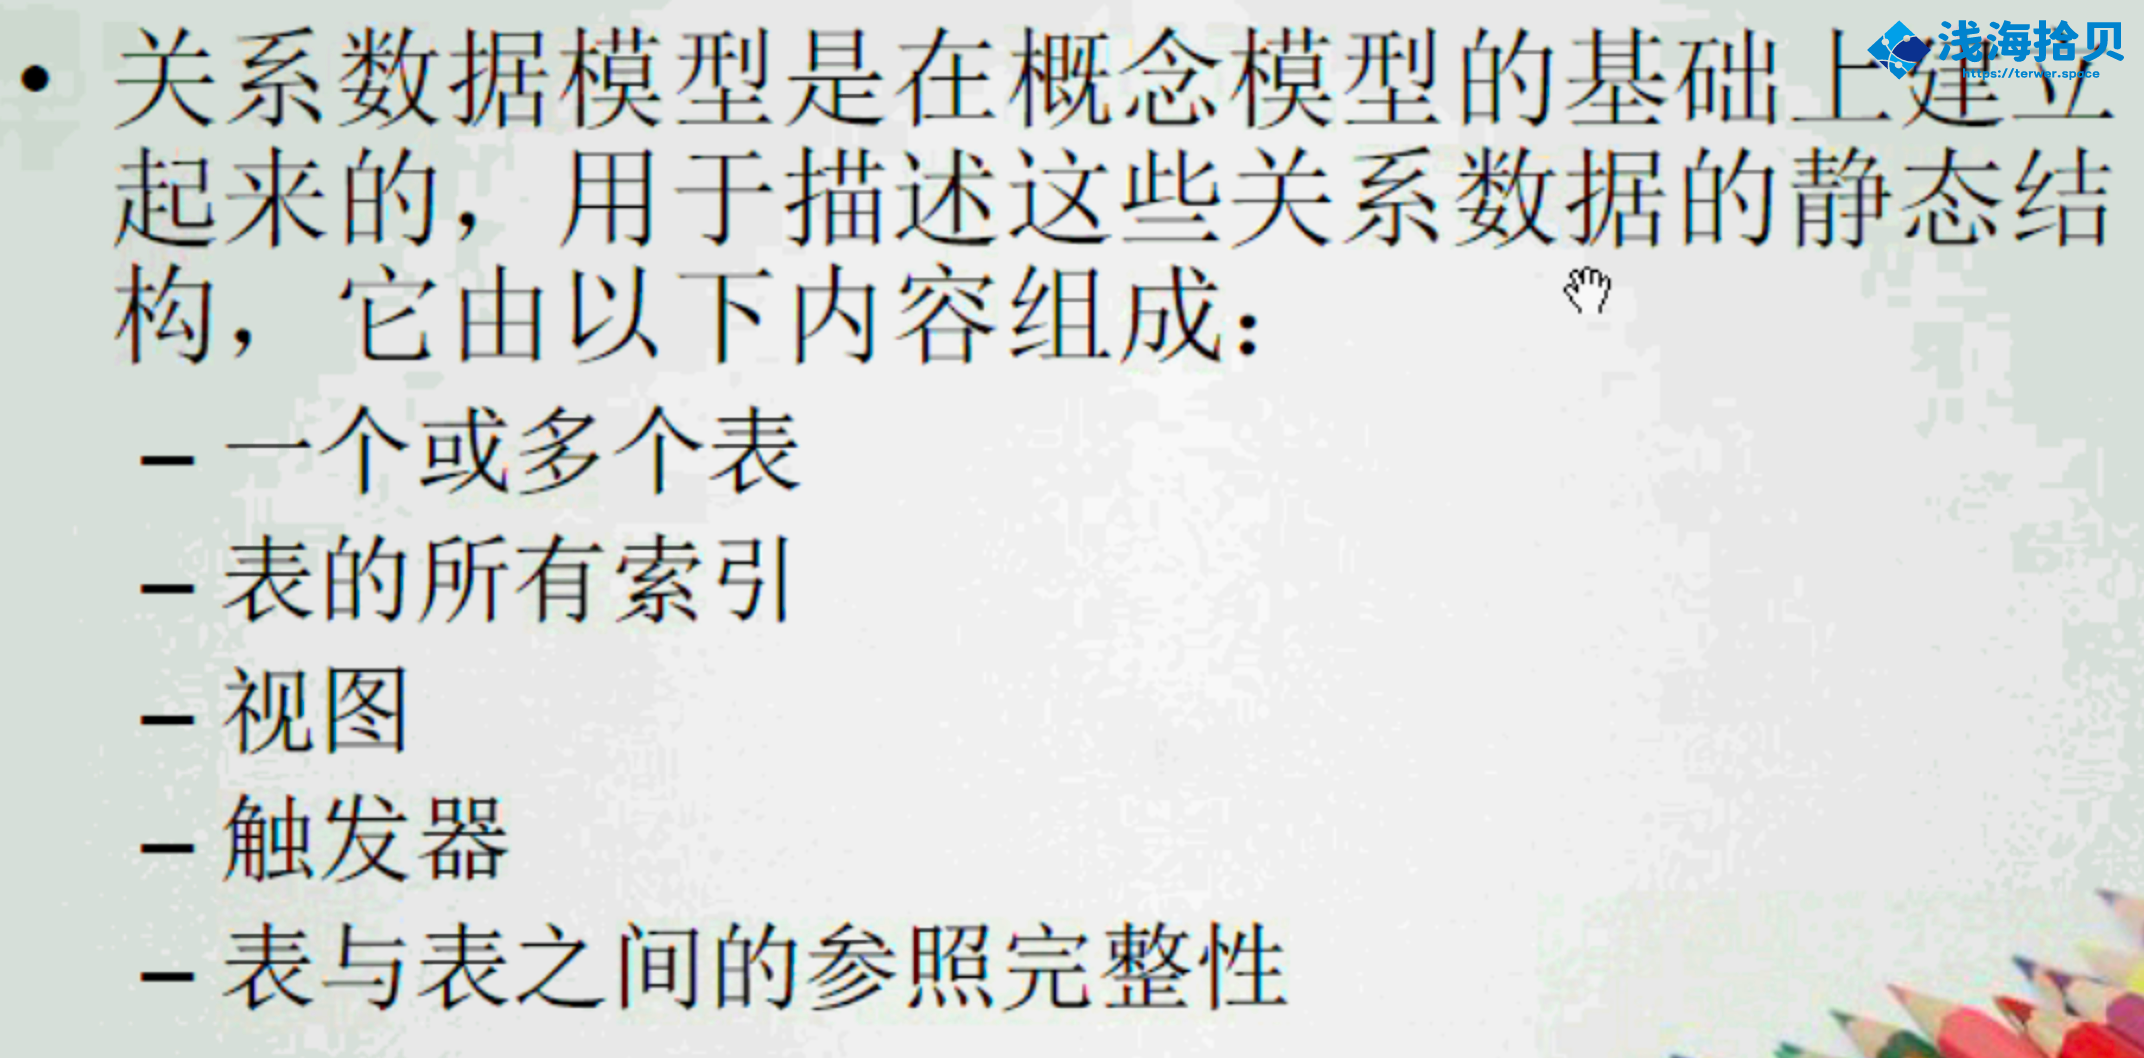 浅海拾贝
https://terwer.space
• 关系数据模型是在概念模型的基础上建立
起来的，用于描述这些关系数据的静态结
构，它由以下内容组成：
– 一个或多个表
– 表的所有索引
– 视图
– 触发器
– 表与表之间的参照完整性